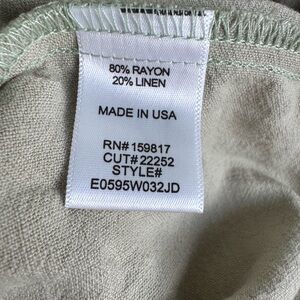 80% RAYON
20% LINEN
MADE IN USA
RN# 159817
CUT# 22252
STYLE#
E0595W032JD